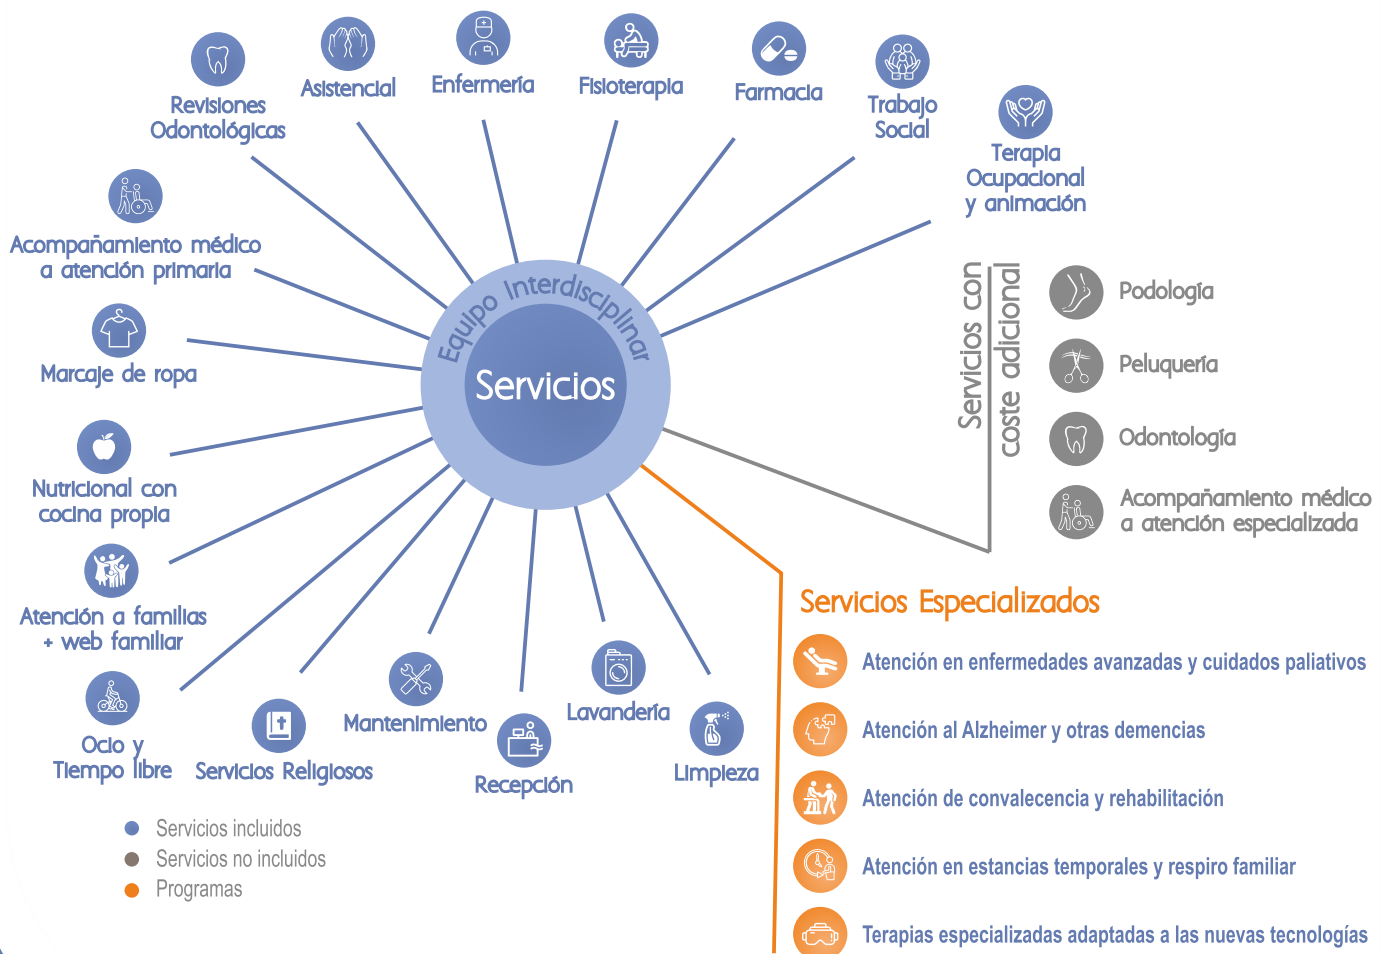 Revisiones
Odontológicas
Asistencial
Enfermería
Fisioterapia
Farmacia
Trabajo
Social
Terapia
Ocupacional
y animación
Acompañamiento médico
a atención primaria
Marcaje de ropa
Nutricional con
cocina propia
Atención a familias
+ web familiar
Ocio y
Tiempo libre
Servicios Religiosos
Mantenimiento
Recepción
Lavandería
Limpieza
Equipo Interdisciplinar
Servicios
Servicios con
coste adicional
Podología
Peluquería
Odontología
Acompañamiento médico
a atención especializada
Servicios Especializados
Atención en enfermedades avanzadas y cuidados paliativos
Atención al Alzheimer y otras demencias
Atención de convalecencia y rehabilitación
Atención en estancias temporales y respiro familiar
Terapias especializadas adaptadas a las nuevas tecnologías
Servicios incluidos
Servicios no incluidos
Programas